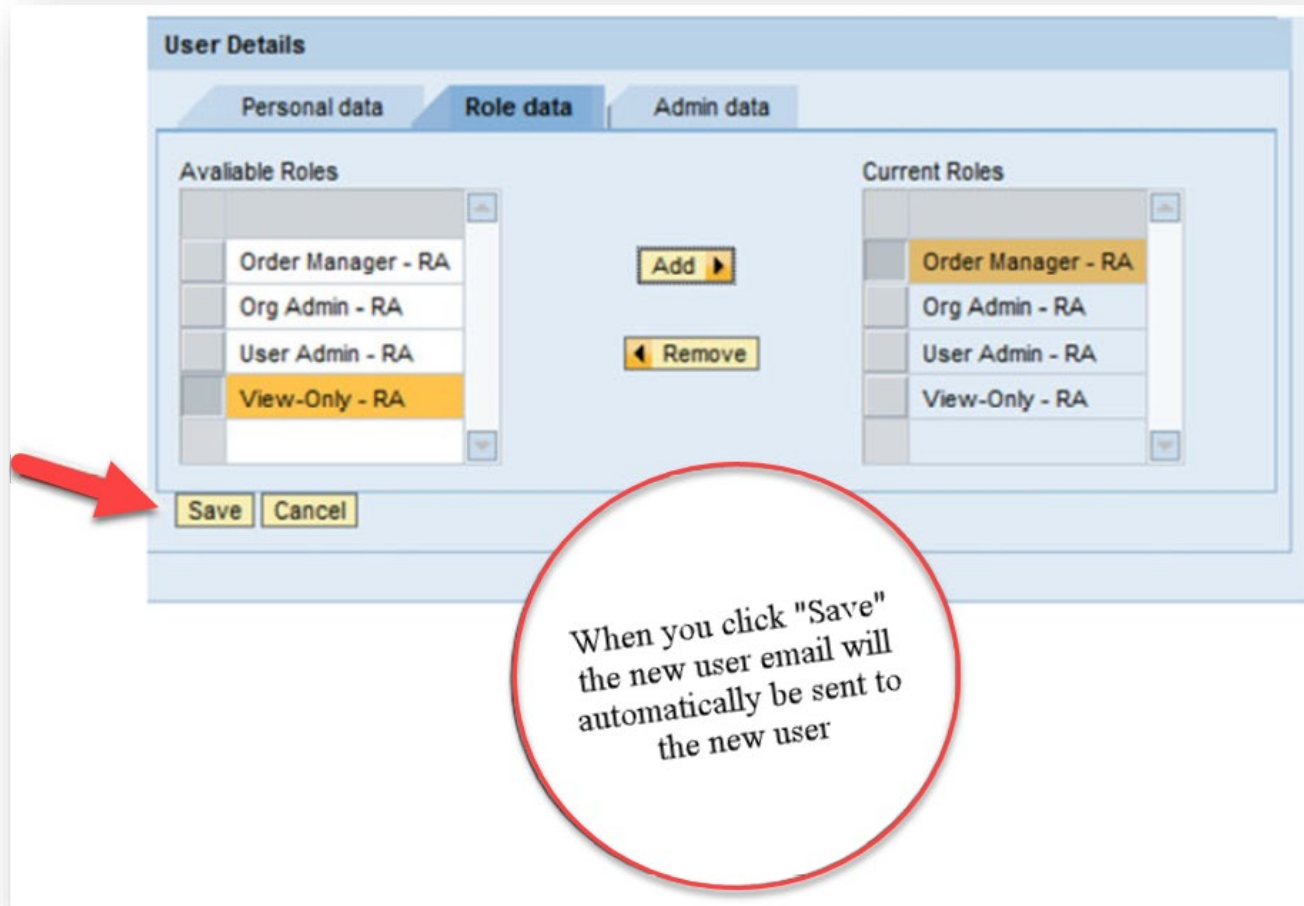 User Details
Personal data Role data Admin data
Avaliable Roles
Order Manager - RA
Org Admin - RA
User Admin - RA
View-Only - RA
Add
Remove
Current Roles
Order Manager - RA
Org Admin - RA
User Admin - RA
View-Only - RA
Save Cancel
When you click "Save"
the new user email will
automatically be sent to
the new user